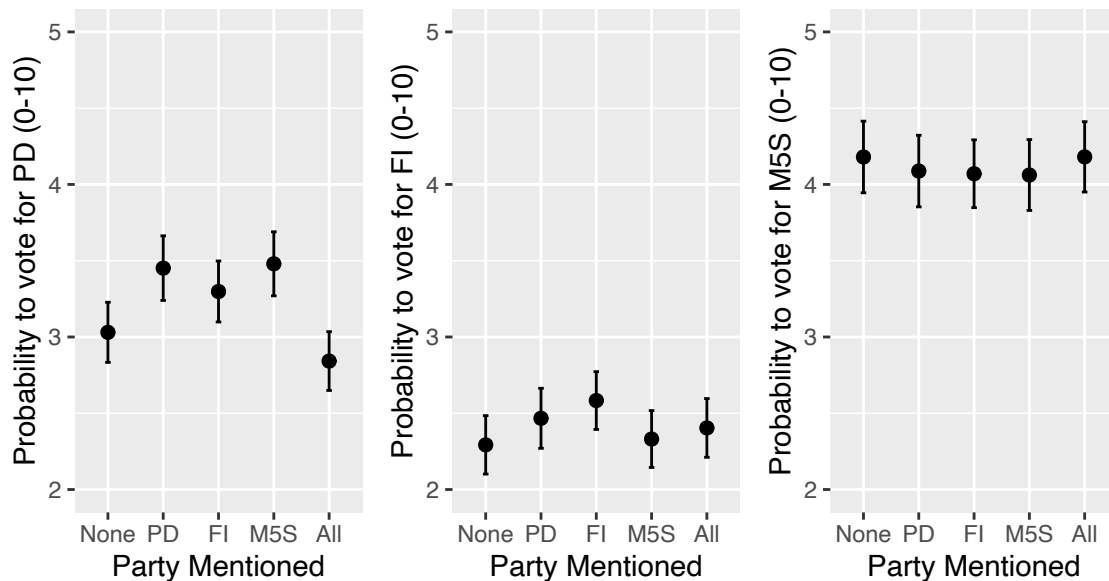 Probability to vote for PD (0-10)
5
4
3
2
None PD FI M5S All
Party Mentioned
Probability to vote for FI (0-10)
5
4
3
2
None PD FI M5S All
Party Mentioned
Probability to vote for M5S (0-10)
5
4
3
2
None PD FI M5S All
Party Mentioned